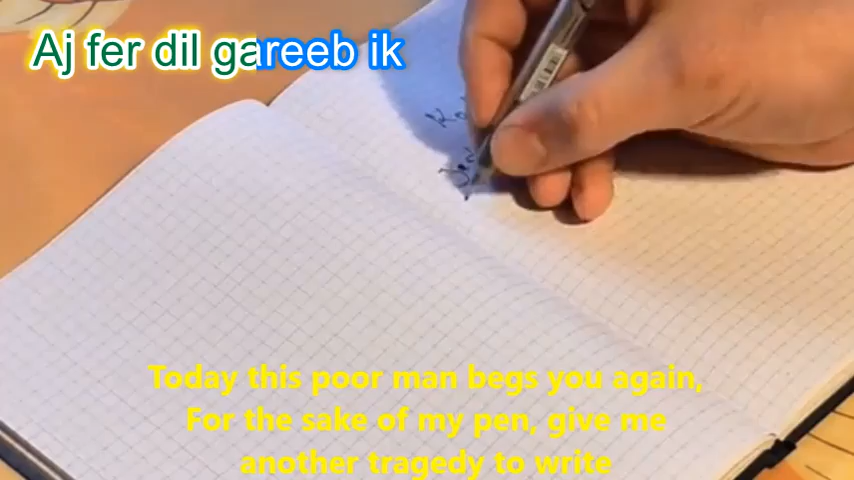 Aj fer dil gareeb ik
Today this poor man begs you again,
For the sake of my pen, give me
another tragedy to write